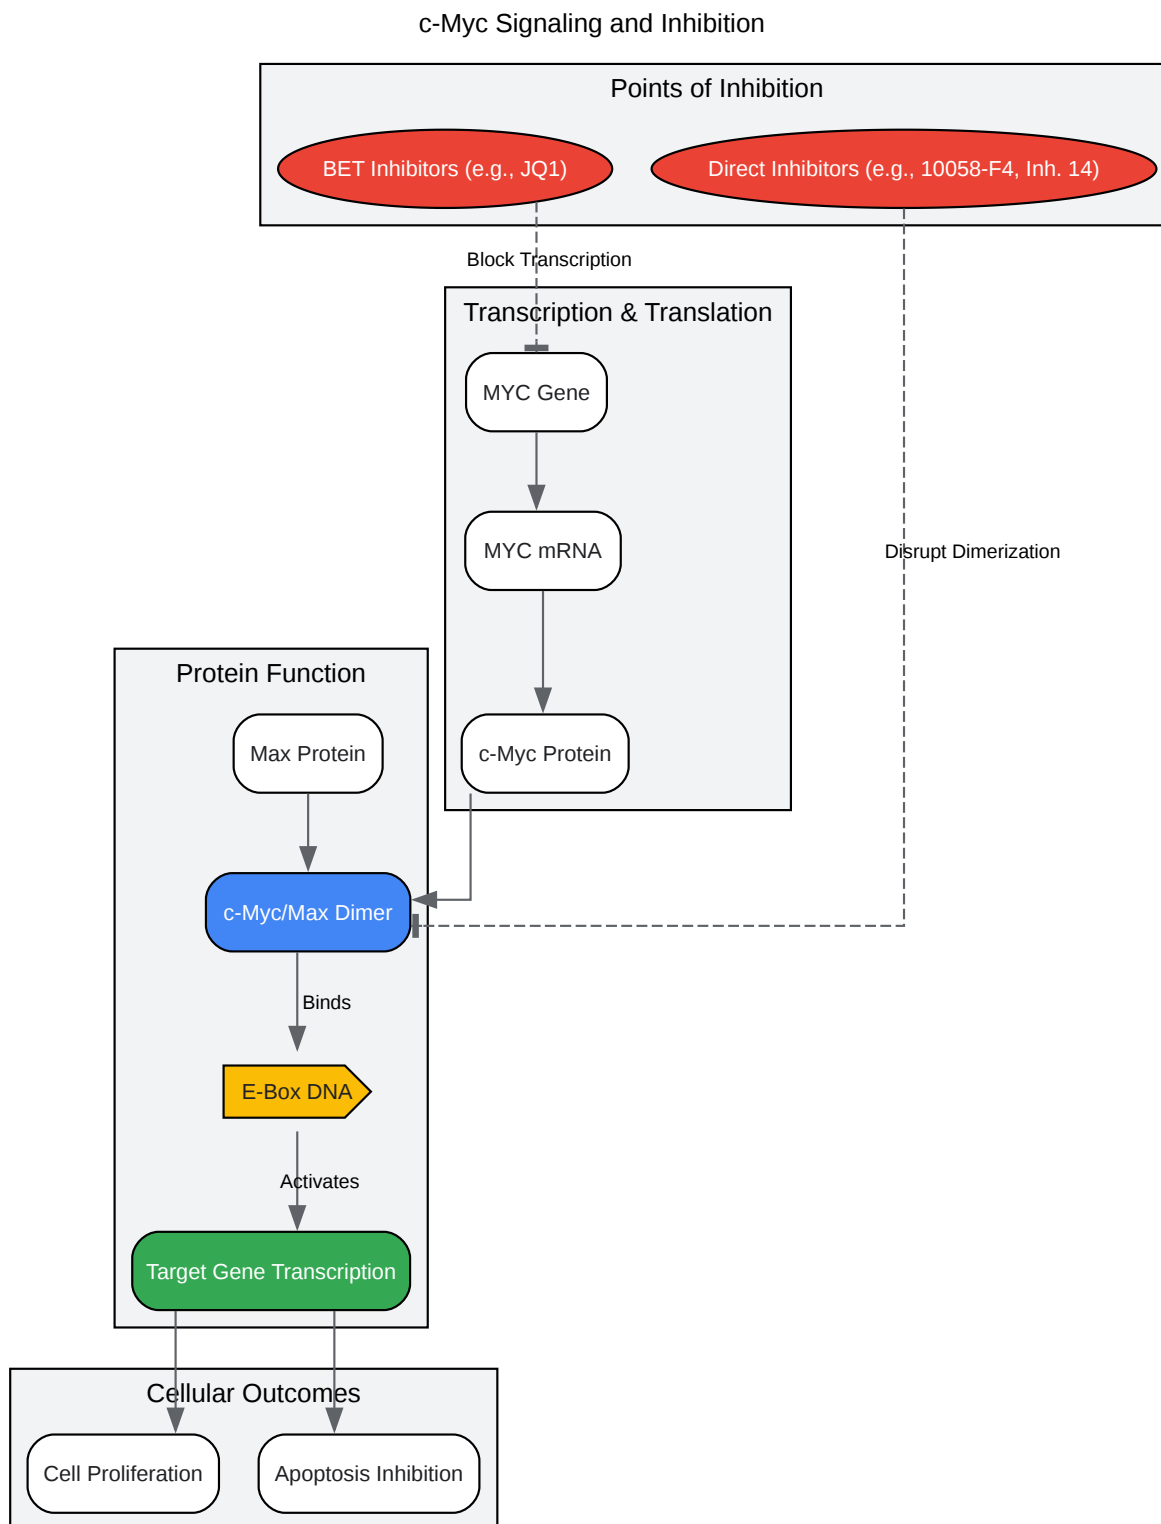 c-Myc Signaling and Inhibition
Points of Inhibition
BET Inhibitors (e.g., JQ1)
Direct Inhibitors (e.g., 10058-F4, Inh. 14)
Block Transcription
Transcription & Translation
MYC Gene
MYC mRNA
Disrupt Dimerization
Protein Function
Max Protein
c-Myc Protein
c-Myc/Max Dimer
Binds
E-Box DNA
Activates
Target Gene Transcription
Cellular Outcomes
Cell Proliferation
Apoptosis Inhibition